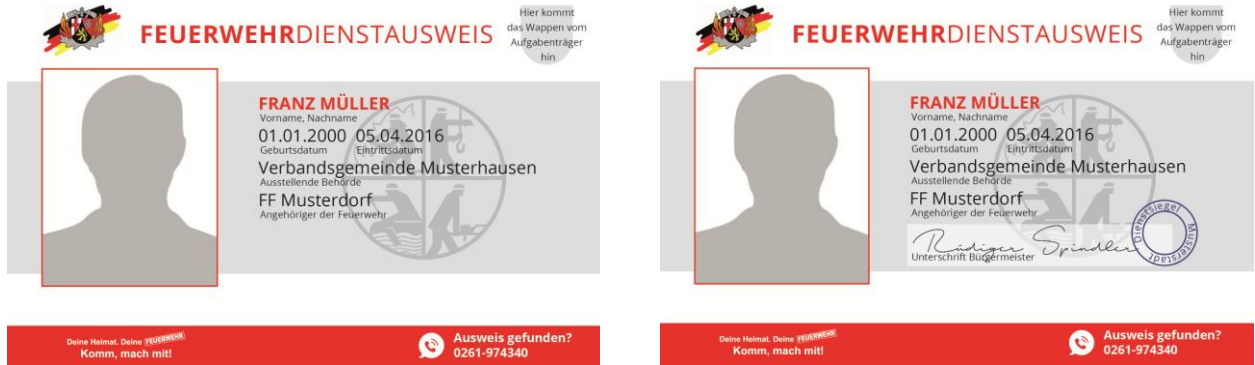 FEUERWEHRDIENSTAUSWEIS
Hier kommt
das Wappen vom
Aufgabenträger
hin
FRANZ MÜLLER
Vorname, Nachname
01.01.2000 05.04.2016
Geburtsdatum Eintrittsdatum
Verbandsgemeinde Musterhausen
Ausstellende Behörde
FF Musterdorf
Angehöriger der Feuerwehr
Deine Heimat. Deine FEUERWEHR
Komm, mach mit!
Ausweis gefunden?
0261-974340
FEUERWEHRDIENSTAUSWEIS
Hier kommt
das Wappen vom
Aufgabenträger
hin
FRANZ MÜLLER
Vorname, Nachname
01.01.2000 05.04.2016
Geburtsdatum Eintrittsdatum
Verbandsgemeinde Musterhausen
Ausstellende Behörde
FF Musterdorf
Angehöriger der Feuerwehr
Rüdiger Spindler
Unterschrift Bürgermeister
Dienstsiegel Musterstadt
Deine Heimat. Deine FEUERWEHR
Komm, mach mit!
Ausweis gefunden?
0261-974340